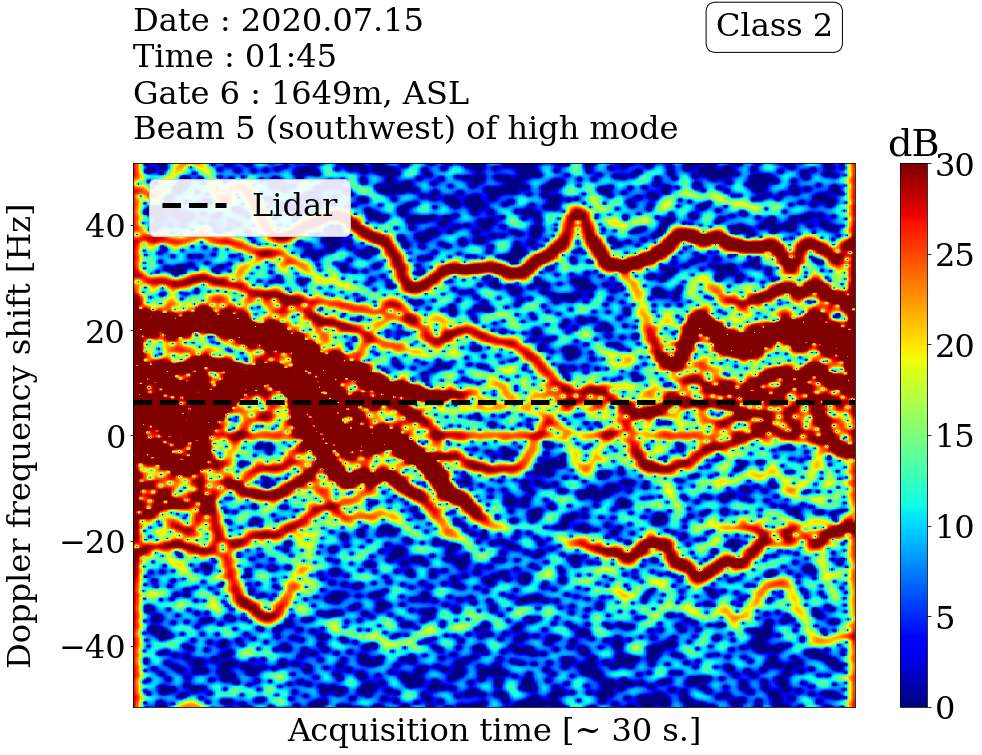 Date : 2020.07.15
Time : 01:45
Gate 6 : 1649m, ASL
Beam 5 (southwest) of high mode
Class 2
dB
Lidar
Doppler frequency shift [Hz]
40
20
0
−20
−40
30
25
20
15
10
5
0
Acquisition time [~ 30 s.]